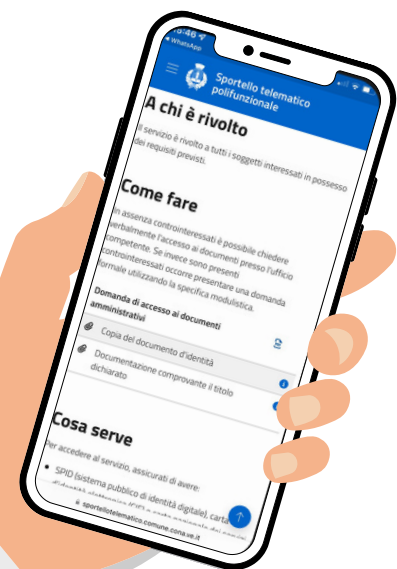 :46
WhatsApp
Sportello telematico
polifunzionale
A chi è rivolto
Il servizio è rivolto a tutti i soggetti interessati in possesso
dei requisiti previsti.
Come fare
In assenza controinteressati è possibile chiedere
verbalmente l'accesso ai documenti presso l'ufficio
competente. Se invece sono presenti
controinteressati occorre presentare una domanda
formale utilizzando la specifica modulistica.
Domanda di accesso ai documenti
amministrativi
Copia del documento d'identità
Documentazione comprovante il titolo
dichiarato
Cosa serve
Per accedere al servizio, assicurati di avere:
SPID (sistema pubblico di identità digitale), carta
sportellotelematico.comune.cona.ve.it